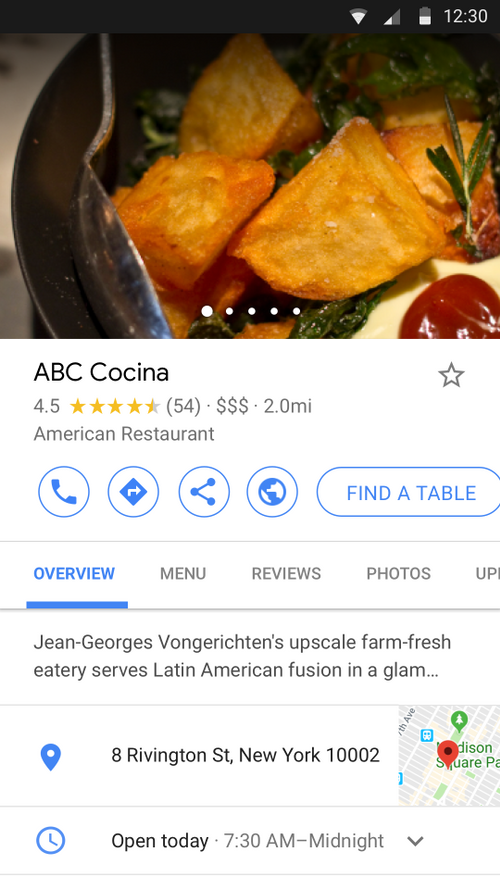 12:30
ABC Cocina
4.5 (54) · $$$ · 2.0mi
American Restaurant
FIND A TABLE
OVERVIEW MENU REVIEWS PHOTOS UP
Jean-Georges Vongerichten's upscale farm-fresh
eatery serves Latin American fusion in a glam…
8 Rivington St, New York 10002
th Ave
dison
Square Pa
Open today · 7:30 AM–Midnight